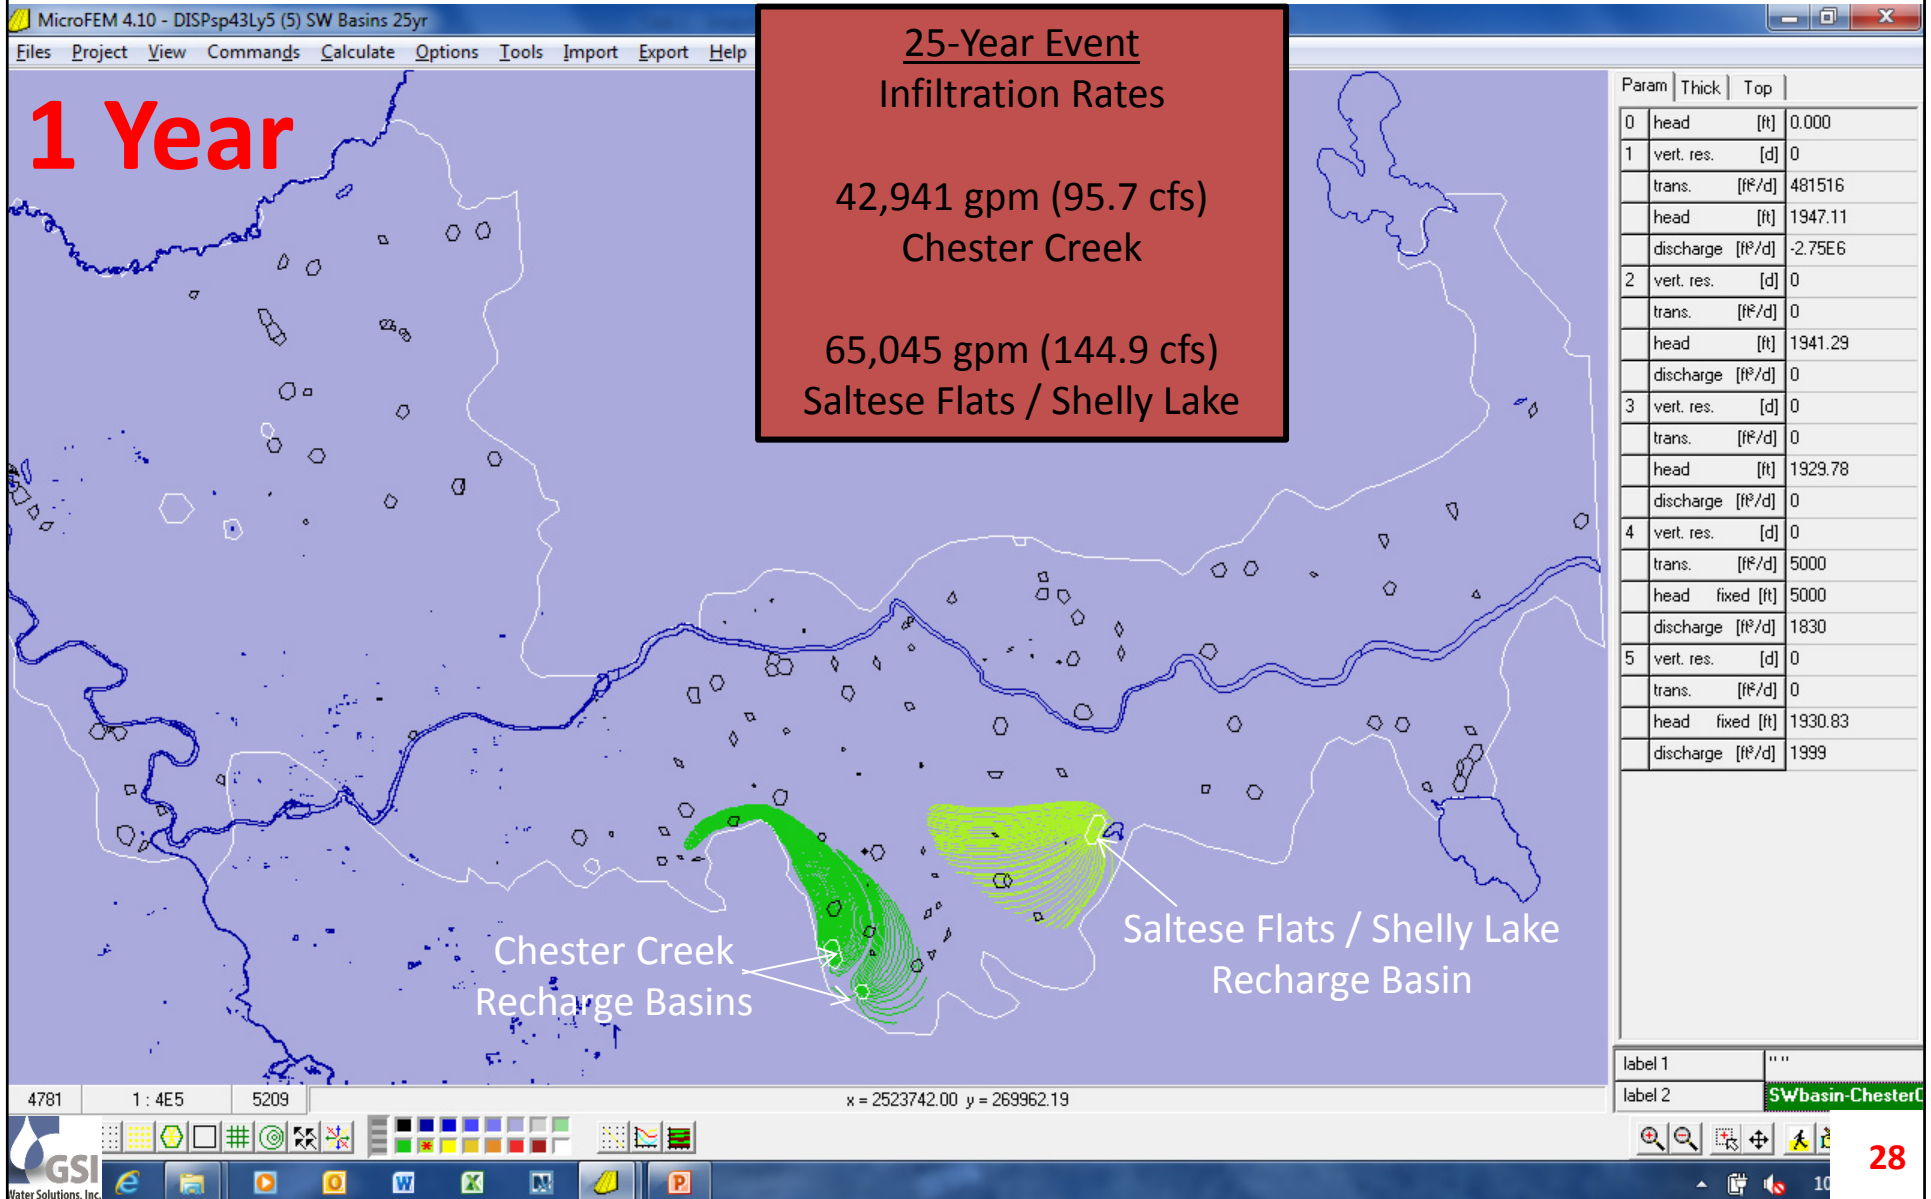 MicroFEM 4.10 - DISPsp43Ly5 (5) SW Basins 25yr
Files Project View Commands Calculate Options Tools Import Export Help
1 Year
25-Year Event
Infiltration Rates
42,941 gpm (95.7 cfs)
Chester Creek
65,045 gpm (144.9 cfs)
Saltese Flats / Shelly Lake
Chester Creek
Recharge Basins
Saltese Flats / Shelly Lake
Recharge Basin
Param Thick Top
0 head [ft] 0.000
1 vert. res. [d] 0
trans. [ft²/d] 481516
head [ft] 1947.11
discharge [ft³/d] -2.75E6
2 vert. res. [d] 0
trans. [ft²/d] 0
head [ft] 1941.29
discharge [ft³/d] 0
3 vert. res. [d] 0
trans. [ft²/d] 0
head [ft] 1929.78
discharge [ft³/d] 0
4 vert. res. [d] 0
trans. [ft²/d] 5000
head fixed [ft] 5000
discharge [ft³/d] 1830
5 vert. res. [d] 0
trans. [ft²/d] 0
head fixed [ft] 1930.83
discharge [ft³/d] 1999
label 1 ""
label 2 SWbasin-ChesterC
4781 1 : 4E5 5209 x = 2523742.00 y = 269962.19
GSI
Water Solutions, Inc.
10
28